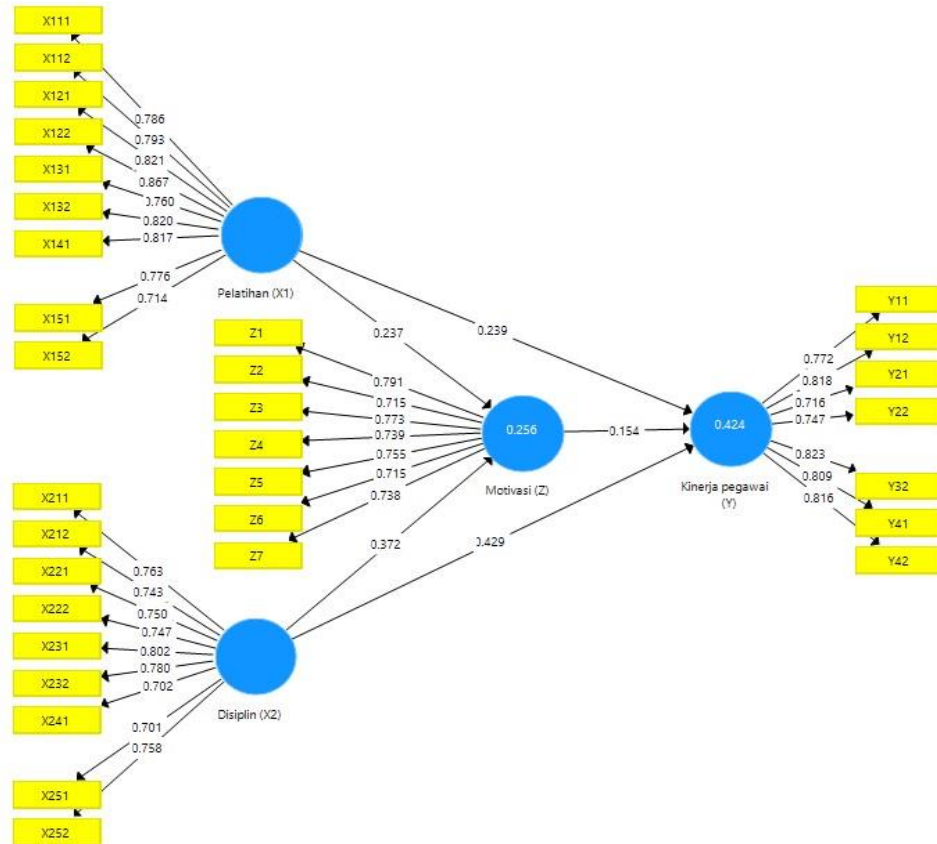 X111
X112
X121
X122
X131
X132
X141
X151
X152
0.786
0.793
0.821
0.867
0.760
0.820
0.817
0.776
0.714
Pelatihan (X1)
0.237
0.239
Z1
Z2
Z3
Z4
Z5
Z6
Z7
0.791
0.715
0.773
0.739
0.755
0.715
0.738
0.256
Motivasi (Z)
0.154
0.372
0.429
0.424
Kinerja pegawai
(Y)
0.772
0.818
0.716
0.747
0.823
0.809
0.816
Y11
Y12
Y21
Y22
Y32
Y41
Y42
X211
X212
X221
X222
X231
X232
X241
X251
X252
0.763
0.743
0.750
0.747
0.802
0.780
0.702
0.701
0.758
Disiplin (X2)